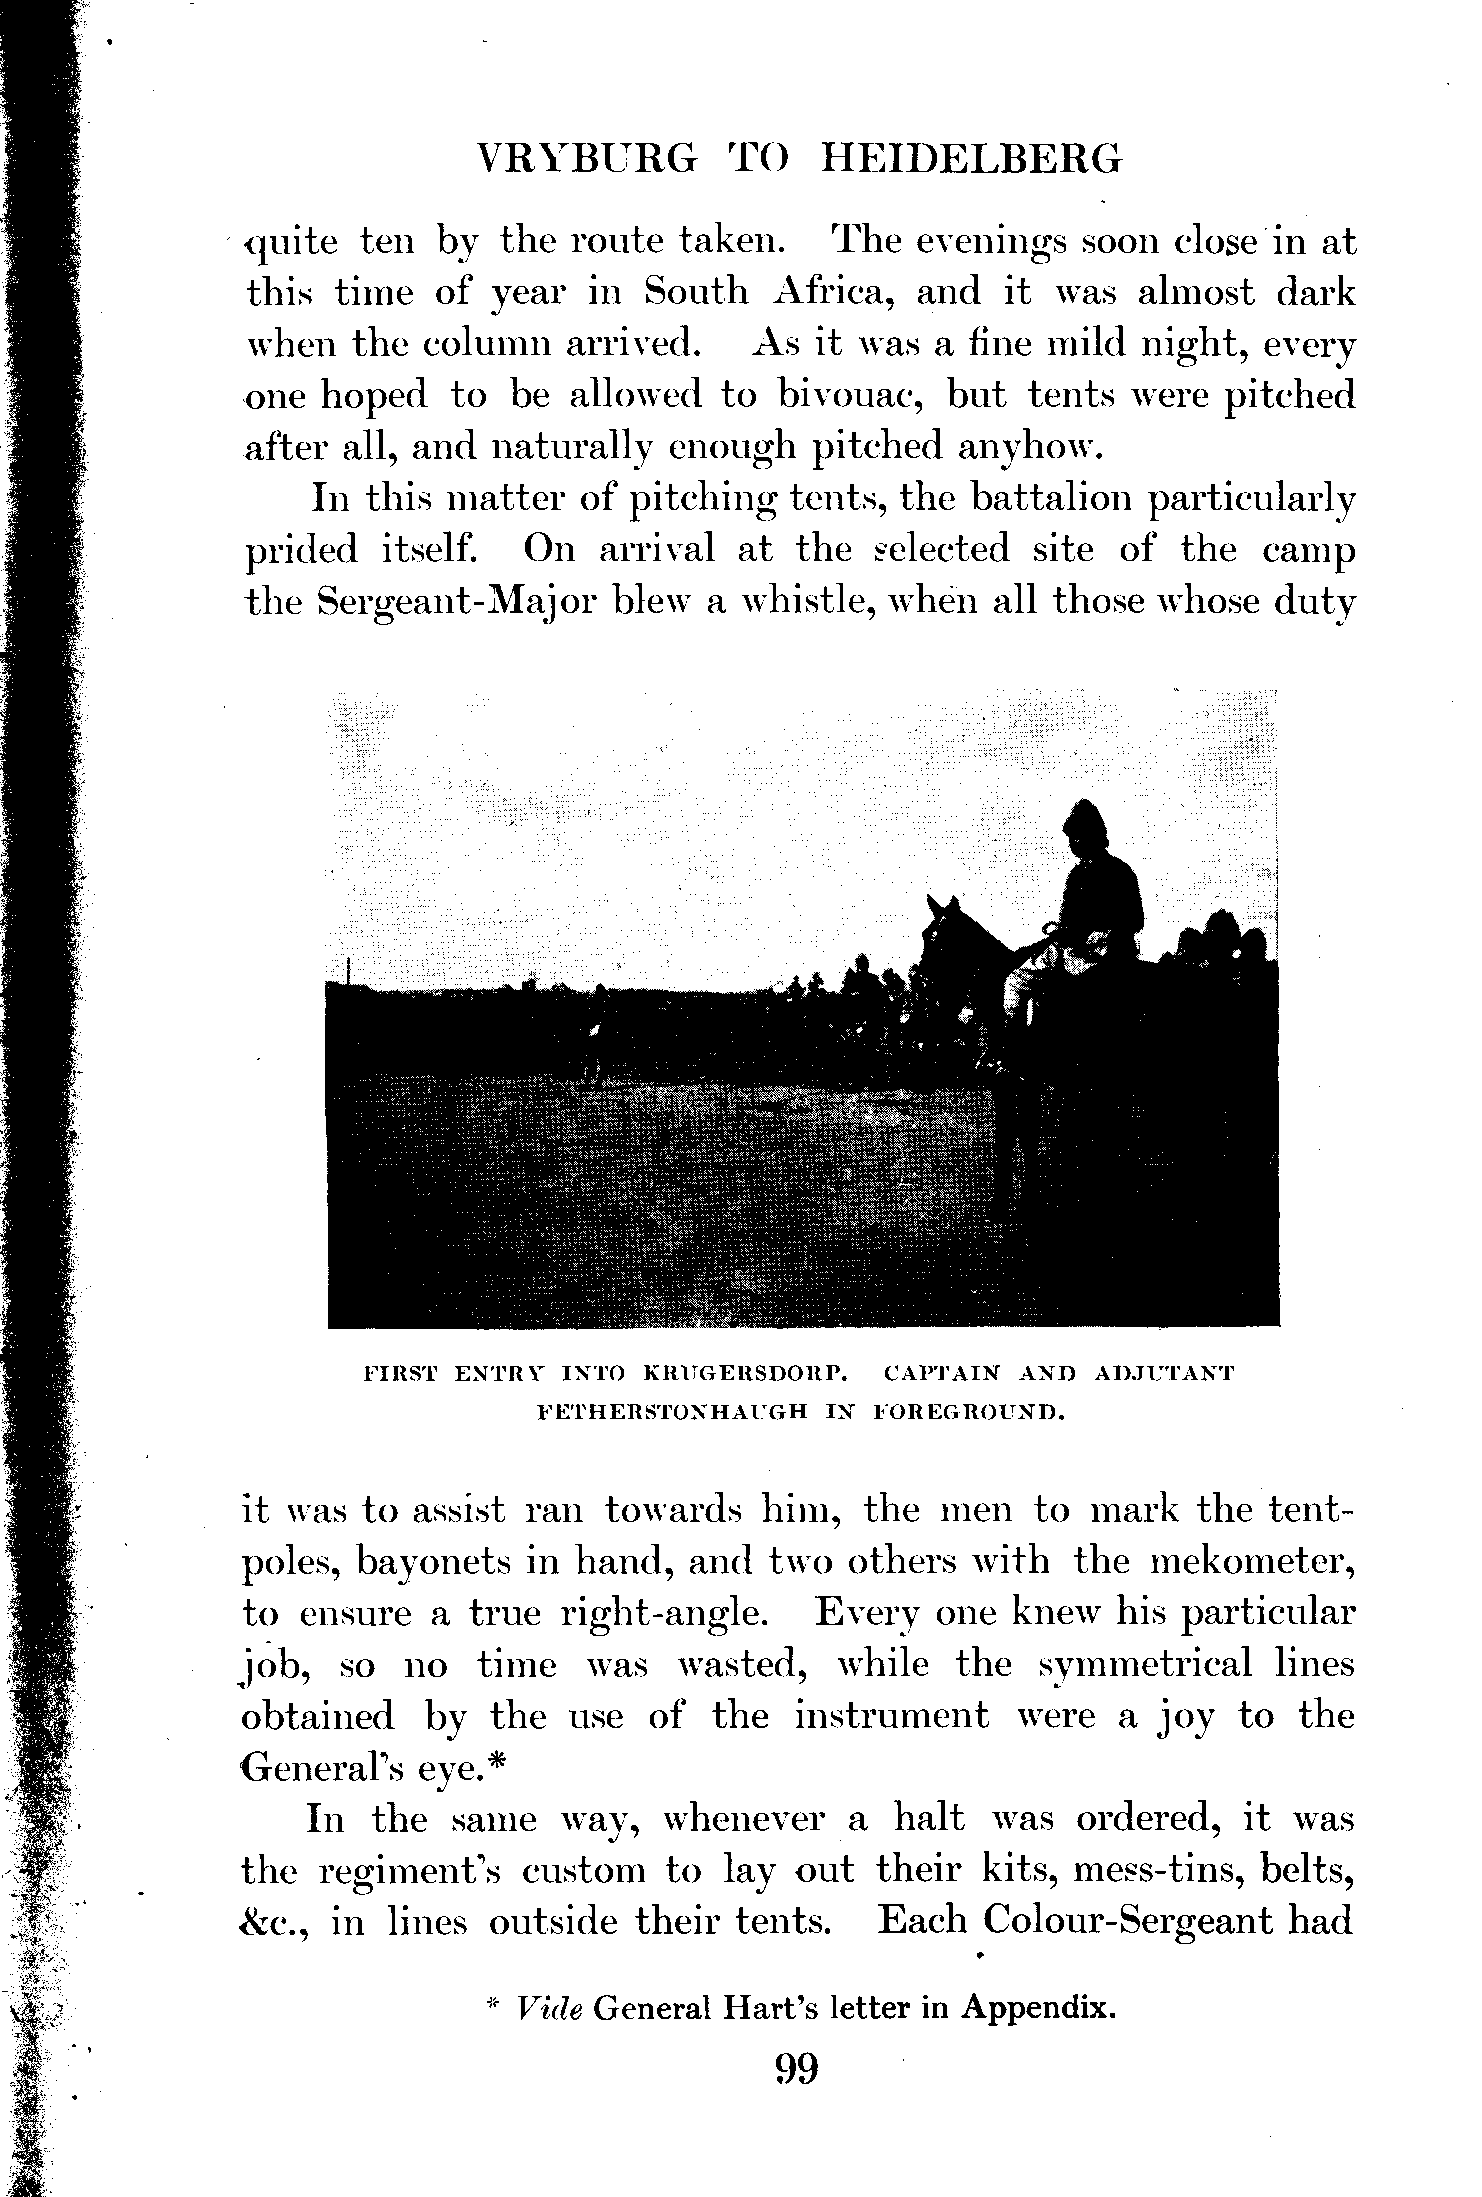 VRYBURG TO HEIDELBERG
quite ten by the route taken. The evenings soon close in at
this time of year in South Africa, and it was almost dark
when the column arrived. As it was a fine mild night, every
one hoped to be allowed to bivouac, but tents were pitched
after all, and naturally enough pitched anyhow.
In this matter of pitching tents, the battalion particularly
prided itself. On arrival at the selected site of the camp
the Sergeant-Major blew a whistle, when all those whose duty
FIRST ENTRY INTO KRUGERSDORP. CAPTAIN AND ADJUTANT
FETHERSTONHAUGH IN FOREGROUND.
it was to assist ran towards him, the men to mark the tent-
poles, bayonets in hand, and two others with the mekometer,
to ensure a true right-angle. Every one knew his particular
job, so no time was wasted, while the symmetrical lines
obtained by the use of the instrument were a joy to the
General's eye.*
In the same way, whenever a halt was ordered, it was
the regiment's custom to lay out their kits, mess-tins, belts,
&c., in lines outside their tents. Each Colour-Sergeant had
* Vide General Hart's letter in Appendix.
99